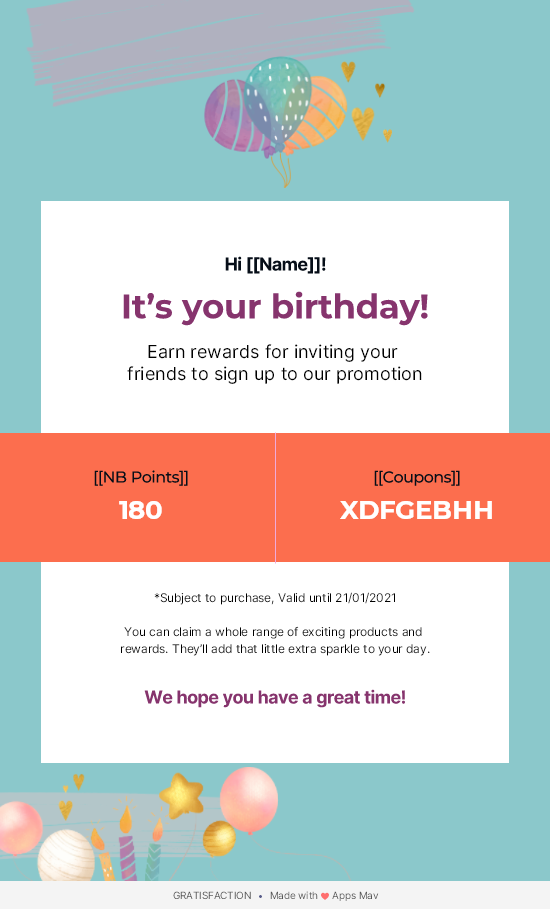 Hi [[Name]]!
It’s your birthday!
Earn rewards for inviting your
friends to sign up to our promotion
[[NB Points]]
180
[[Coupons]]
XDFGEBHH
*Subject to purchase, Valid until 21/01/2021
You can claim a whole range of exciting products and
rewards. They’ll add that little extra sparkle to your day.
We hope you have a great time!
GRATISFACTION • Made with ❤ Apps Mav